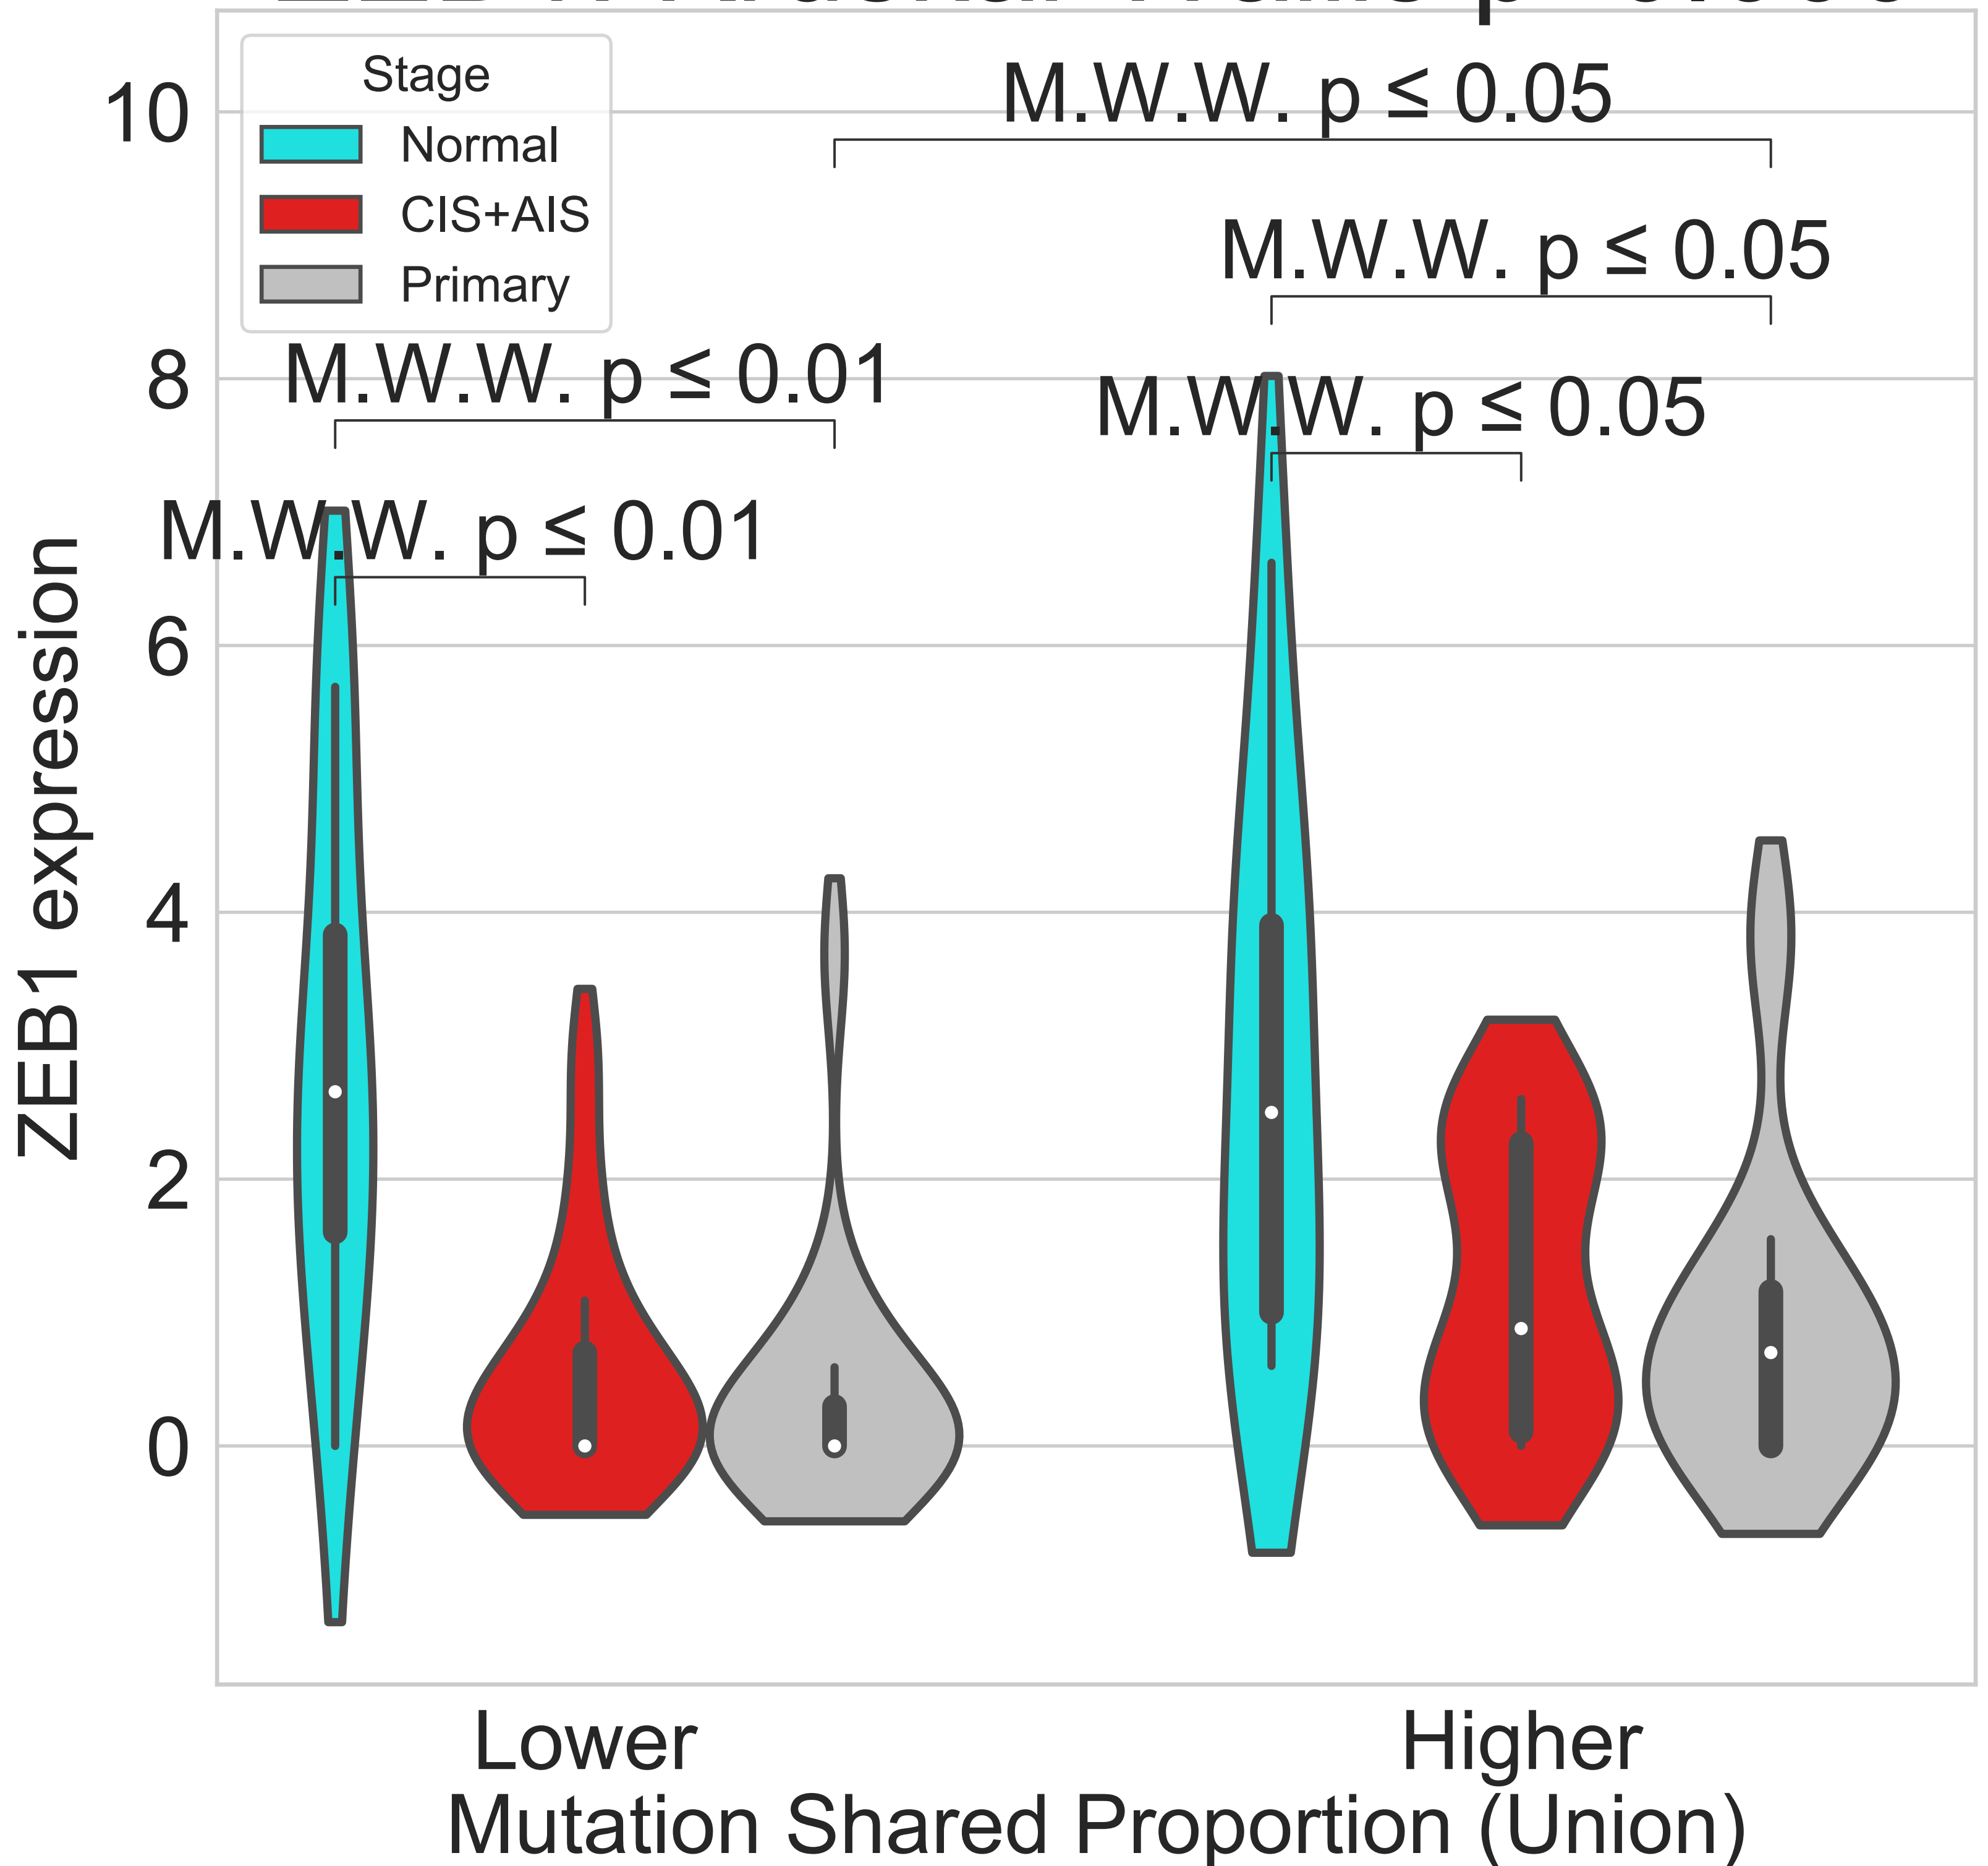 Stage
Normal
CIS+AIS
Primary
M.W.W. p ≤ 0.05
M.W.W. p ≤ 0.05
M.W.W. p ≤ 0.01
M.W.W. p ≤ 0.05
M.W.W. p ≤ 0.01
10
8
6
4
2
0
ZEB1 expression
Lower
Higher
Mutation Shared Proportion (Union)